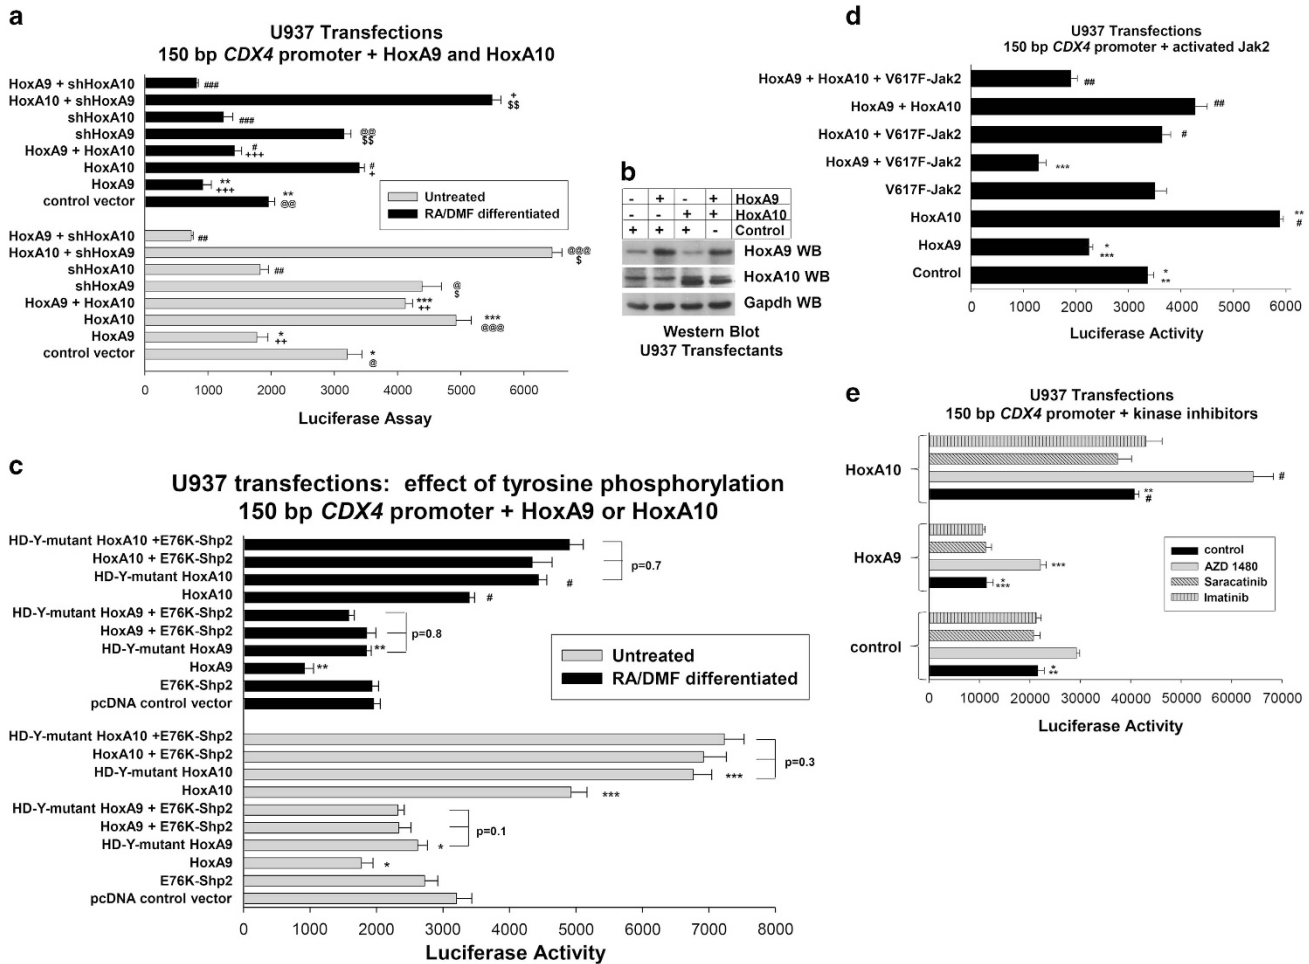 a
U937 Transfections
150 bp CDX4 promoter + HoxA9 and HoxA10
HoxA9 + shHoxA10
###
HoxA10 + shHoxA9
+
$$
shHoxA10
###
shHoxA9
@@
$$
HoxA9 + HoxA10
#
+++
HoxA10
#
+
HoxA9
**
+++
control vector
**
@@
Untreated
RA/DMF differentiated
HoxA9 + shHoxA10
##
HoxA10 + shHoxA9
@@@
$
shHoxA10
##
shHoxA9
@
$
HoxA9 + HoxA10
***
++
HoxA10
***
@@@
HoxA9
*
++
control vector
*
@
0 1000 2000 3000 4000 5000 6000
Luciferase Assay
b
- + - + HoxA9
- - + + HoxA10
+ + + - Control
HoxA9 WB
HoxA10 WB
Gapdh WB
Western Blot
U937 Transfectants
c
U937 transfections: effect of tyrosine phosphorylation
150 bp CDX4 promoter + HoxA9 or HoxA10
HD-Y-mutant HoxA10 +E76K-Shp2
HoxA10 + E76K-Shp2
p=0.7
HD-Y-mutant HoxA10
#
HoxA10
#
HD-Y-mutant HoxA9 + E76K-Shp2
HoxA9 + E76K-Shp2
p=0.8
HD-Y-mutant HoxA9
**
HoxA9
**
E76K-Shp2
pcDNA control vector
Untreated
RA/DMF differentiated
HD-Y-mutant HoxA10 +E76K-Shp2
HoxA10 + E76K-Shp2
p=0.3
HD-Y-mutant HoxA10
***
HoxA10
***
HD-Y-mutant HoxA9 + E76K-Shp2
HoxA9 + E76K-Shp2
p=0.1
HD-Y-mutant HoxA9
*
HoxA9
*
E76K-Shp2
pcDNA control vector
0 1000 2000 3000 4000 5000 6000 7000 8000
Luciferase Activity
d
U937 Transfections
150 bp CDX4 promoter + activated Jak2
HoxA9 + HoxA10 + V617F-Jak2
##
HoxA9 + HoxA10
##
HoxA10 + V617F-Jak2
#
HoxA9 + V617F-Jak2
***
V617F-Jak2
HoxA10
**
#
HoxA9
*
***
Control
*
**
0 1000 2000 3000 4000 5000 6000
Luciferase Activity
e
U937 Transfections
150 bp CDX4 promoter + kinase inhibitors
HoxA10
#
**
#
HoxA9
***
*
***
control
*
**
control
AZD 1480
Saracatinib
Imatinib
0 10000 20000 30000 40000 50000 60000 70000
Luciferase Activity